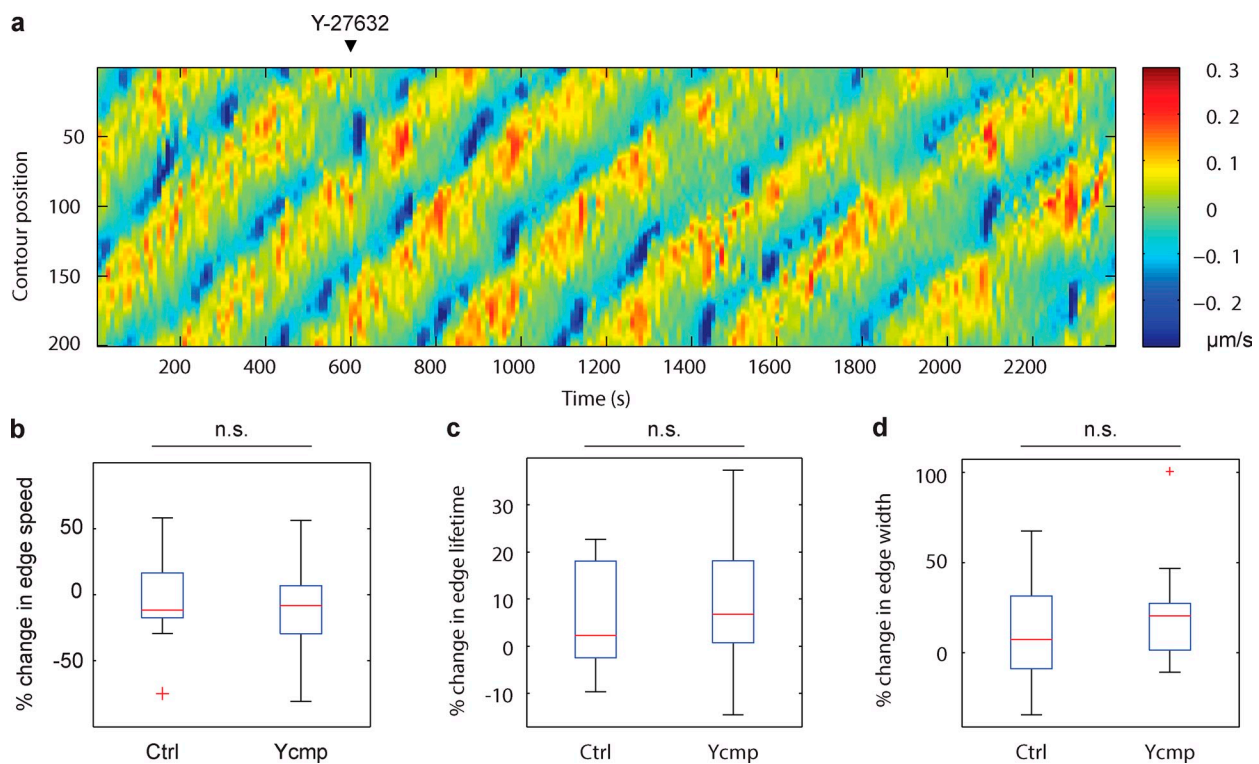 a
Y-27632
Contour position
50
100
150
200
200 400 600 800 1000 1200 1400 1600 1800 2000 2200
Time (s)
0. 3
0. 2
0. 1
0
−0. 1
−0. 2
µm/s
b
n.s.
% change in edge speed
50
0
-50
Ctrl Ycmp
c
n.s.
% change in edge lifetime
30
20
10
0
-10
Ctrl Ycmp
d
n.s.
% change in edge width
100
50
0
Ctrl Ycmp